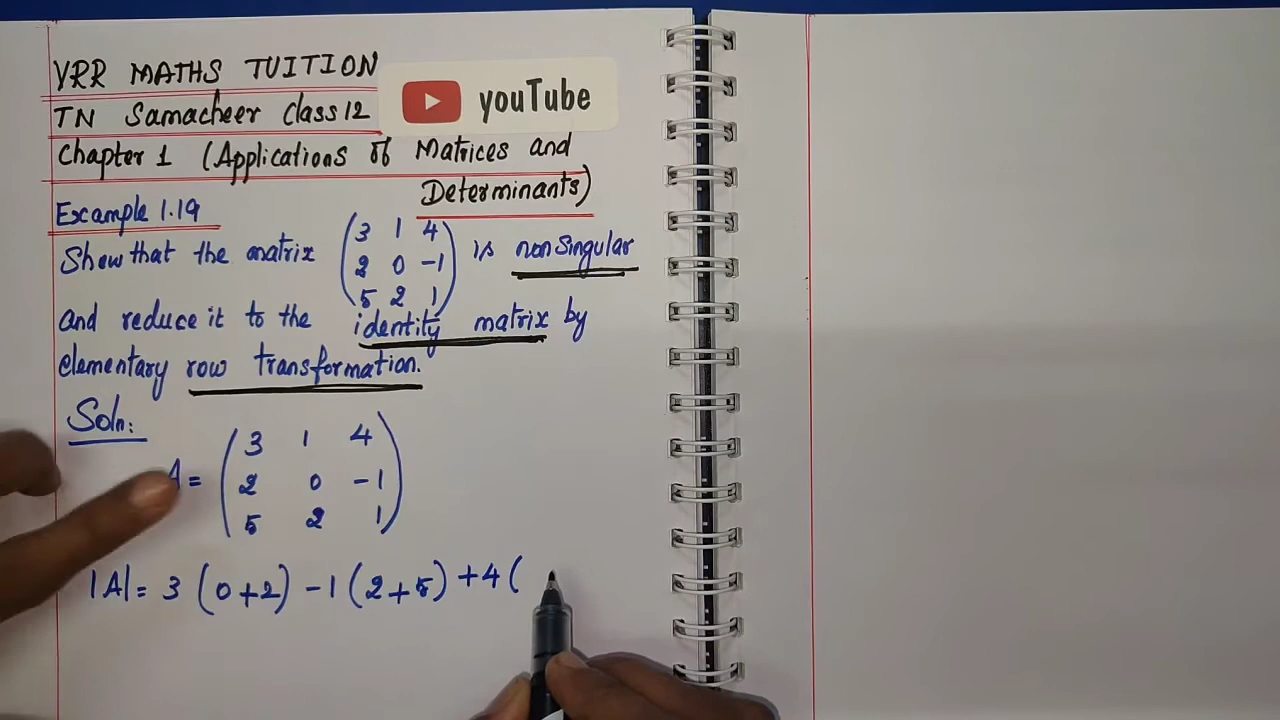 VRR MATHS TUITION
YouTube
TN Samacheer Class 12
Chapter 1 (Applications of Matrices and
Determinants)
Example 1.19
Show that the matrix (3 1 4
2 0 -1
5 2 1) is nonsingular
and reduce it to the identity matrix by
elementary row transformation.
Soln:
A = (3 1 4
2 0 -1
5 2 1)
|A| = 3 (0+2) -1 (2+5) +4 (